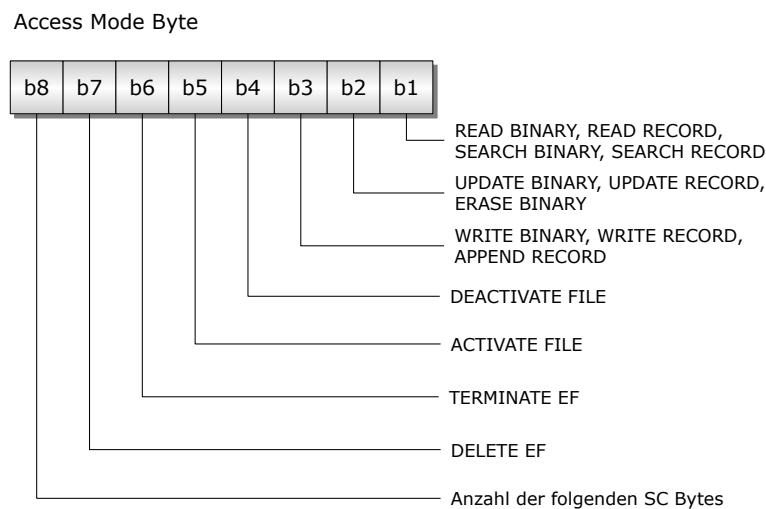 Access Mode Byte
b8 b7 b6 b5 b4 b3 b2 b1
READ BINARY, READ RECORD,
SEARCH BINARY, SEARCH RECORD
UPDATE BINARY, UPDATE RECORD,
ERASE BINARY
WRITE BINARY, WRITE RECORD,
APPEND RECORD
DEACTIVATE FILE
ACTIVATE FILE
TERMINATE EF
DELETE EF
Anzahl der folgenden SC Bytes